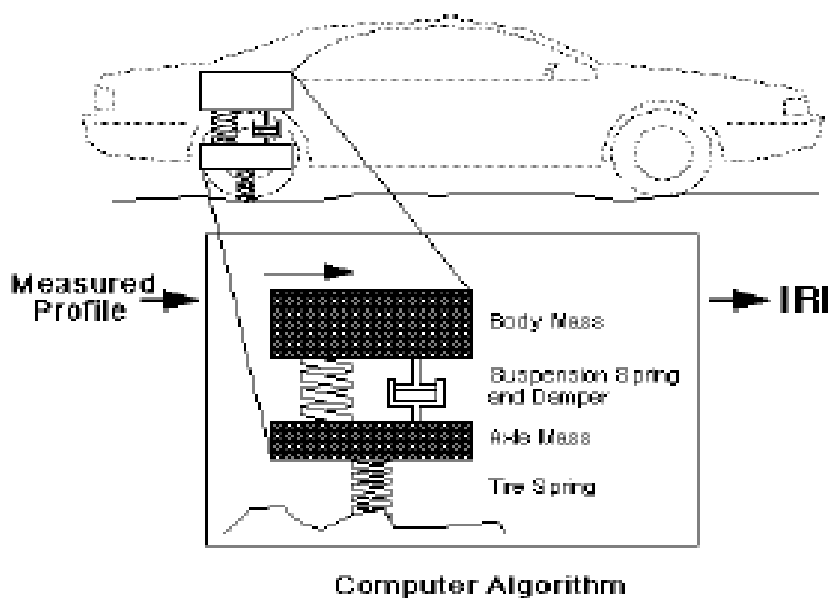 Measured
Profile
IRI
Body Mass
Suspension Spring
and Damper
Axle Mass
Tire Spring
Computer Algorithm